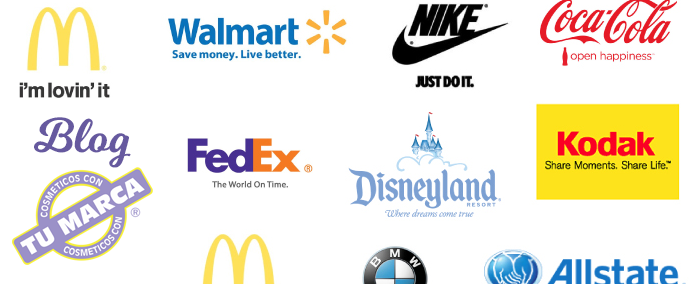 i'm lovin' it
Walmart
Save money. Live better.
NIKE
JUST DO IT.
Coca-Cola
open happiness™
Blog
COSMETICOS CON
TU MARCA ®
COSMETICOS CON
FedEx ®
The World On Time.
Disneyland
RESORT
Where dreams come true
Kodak
Share Moments. Share Life.™
BMW
Allstate